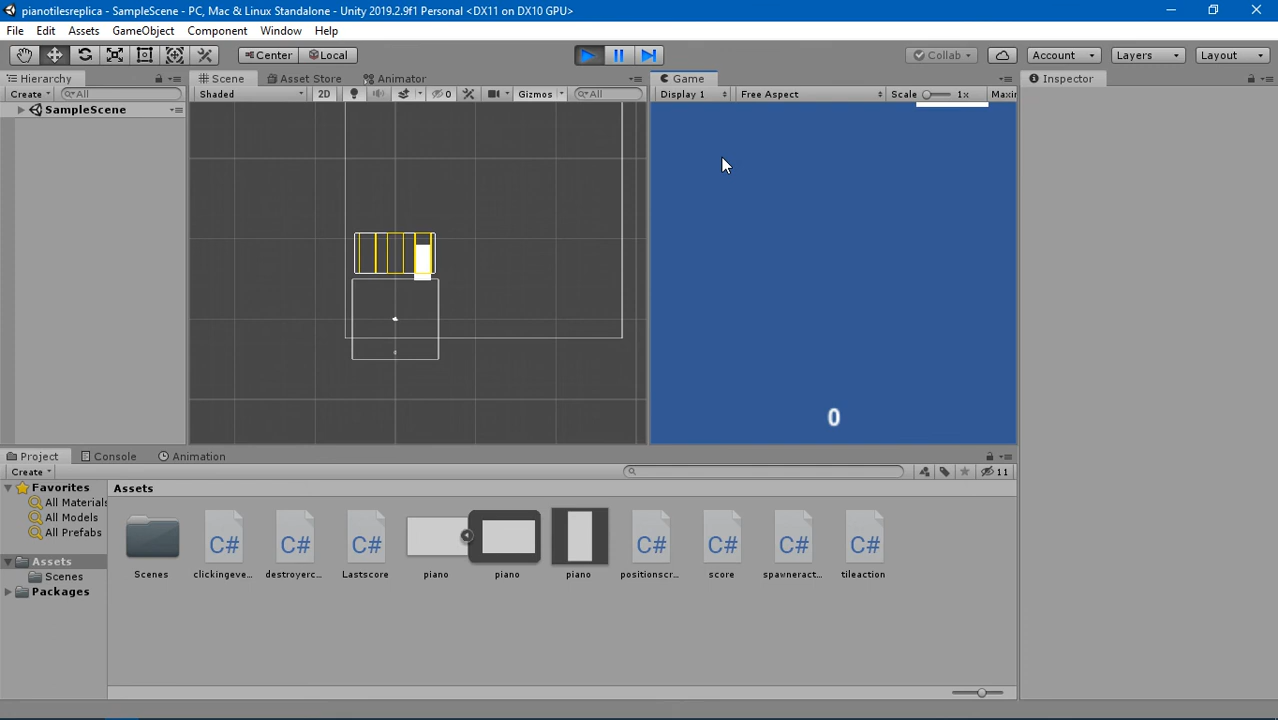 pianotilesreplica - SampleScene - PC, Mac & Linux Standalone - Unity 2019.2.9f1 Personal <DX11 on DX10 GPU>
File Edit Assets GameObject Component Window Help
Center Local Collab Account Layers Layout
Hierarchy Scene Asset Store Animator Game Inspector
Create All Shaded 2D 0 Gizmos All Display 1 Free Aspect Scale 1x Maxin
SampleScene
0
Project Console Animation
Create 11
Favorites
All Materials
All Models
All Prefabs
Assets
Scenes
Packages
Assets
C# C# C# C# C# C# C#
Scenes clickingeve... destroyerc... Lastscore piano piano piano positionscr... score spawneract... tileaction